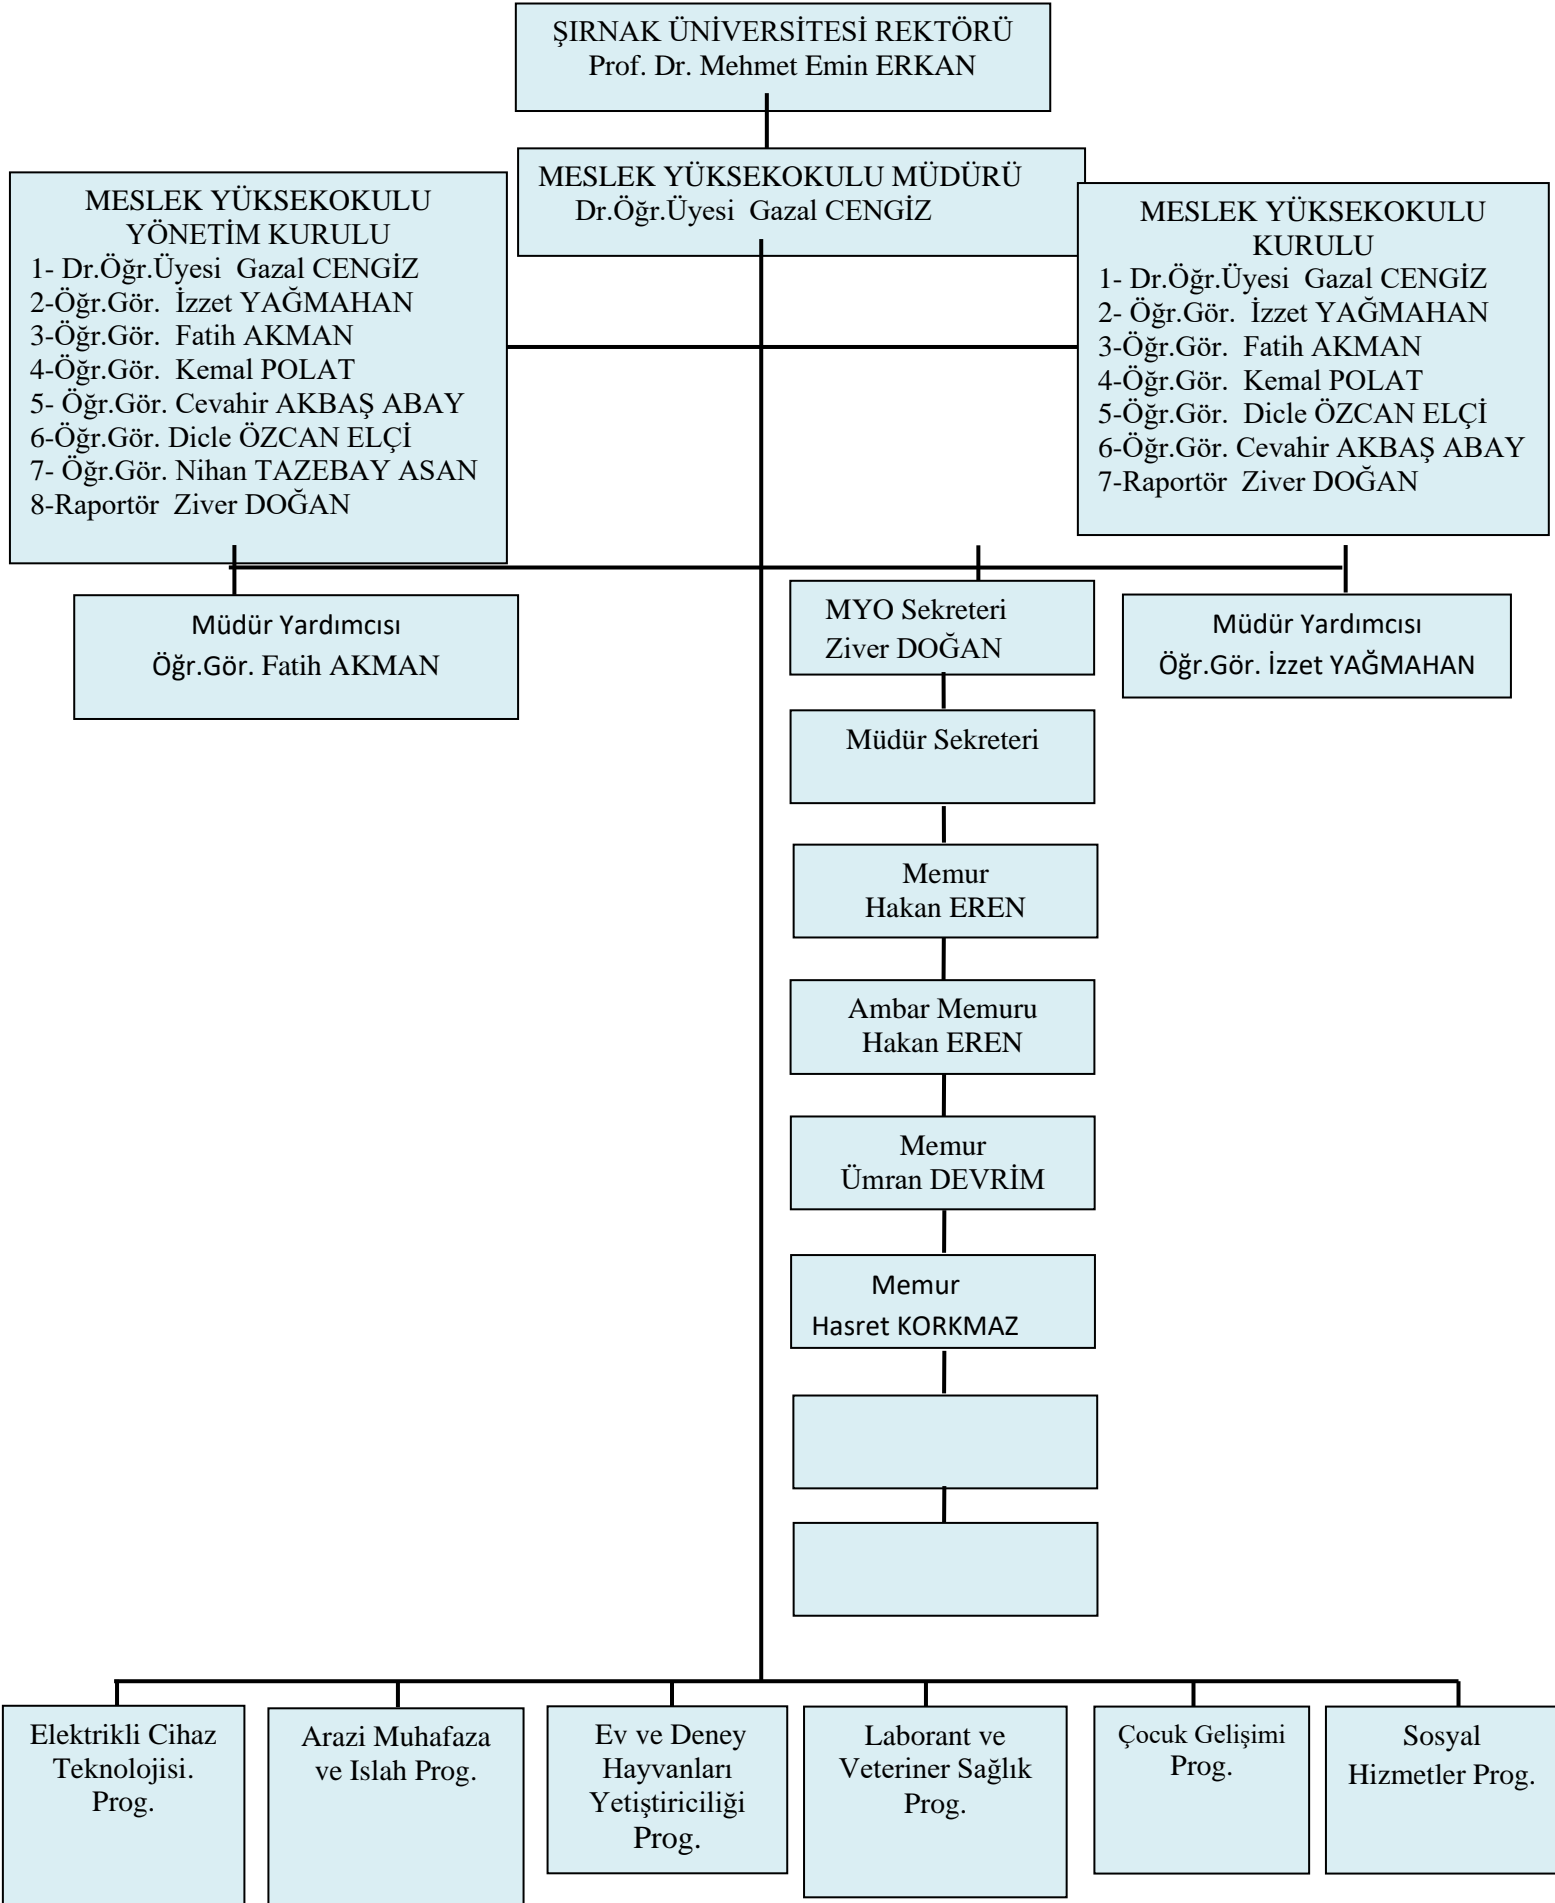 ŞIRNAK ÜNİVERSİTESİ REKTÖRÜ
Prof. Dr. Mehmet Emin ERKAN
MESLEK YÜKSEKOKULU MÜDÜRÜ
Dr.Öğr.Üyesi Gazal CENGİZ
MESLEK YÜKSEKOKULU
YÖNETİM KURULU
1- Dr.Öğr.Üyesi Gazal CENGİZ
2-Öğr.Gör. İzzet YAĞMAHAN
3-Öğr.Gör. Fatih AKMAN
4-Öğr.Gör. Kemal POLAT
5- Öğr.Gör. Cevahir AKBAŞ ABAY
6-Öğr.Gör. Dicle ÖZCAN ELÇİ
7- Öğr.Gör. Nihan TAZEBAY ASAN
8-Raportör Ziver DOĞAN
MESLEK YÜKSEKOKULU
KURULU
1- Dr.Öğr.Üyesi Gazal CENGİZ
2- Öğr.Gör. İzzet YAĞMAHAN
3-Öğr.Gör. Fatih AKMAN
4-Öğr.Gör. Kemal POLAT
5-Öğr.Gör. Dicle ÖZCAN ELÇİ
6-Öğr.Gör. Cevahir AKBAŞ ABAY
7-Raportör Ziver DOĞAN
Müdür Yardımcısı
Öğr.Gör. Fatih AKMAN
MYO Sekreteri
Ziver DOĞAN
Müdür Yardımcısı
Öğr.Gör. İzzet YAĞMAHAN
Müdür Sekreteri
Memur
Hakan EREN
Ambar Memuru
Hakan EREN
Memur
Ümran DEVRİM
Memur
Hasret KORKMAZ
Elektrikli Cihaz
Teknolojisi.
Prog.
Arazi Muhafaza
ve Islah Prog.
Ev ve Deney
Hayvanları
Yetiştiriciliği
Prog.
Laborant ve
Veteriner Sağlık
Prog.
Çocuk Gelişimi
Prog.
Sosyal
Hizmetler Prog.